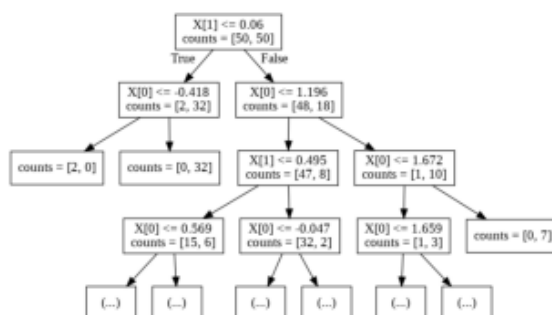 X[1] <= 0.06
counts = [50, 50]
True
False
X[0] <= -0.418
counts = [2, 32]
X[0] <= 1.196
counts = [48, 18]
counts = [2, 0]
counts = [0, 32]
X[1] <= 0.495
counts = [47, 8]
X[0] <= 1.672
counts = [1, 10]
X[0] <= 0.569
counts = [15, 6]
X[0] <= -0.047
counts = [32, 2]
X[0] <= 1.659
counts = [1, 3]
counts = [0, 7]
(...)
(...)
(...)
(...)
(...)
(...)